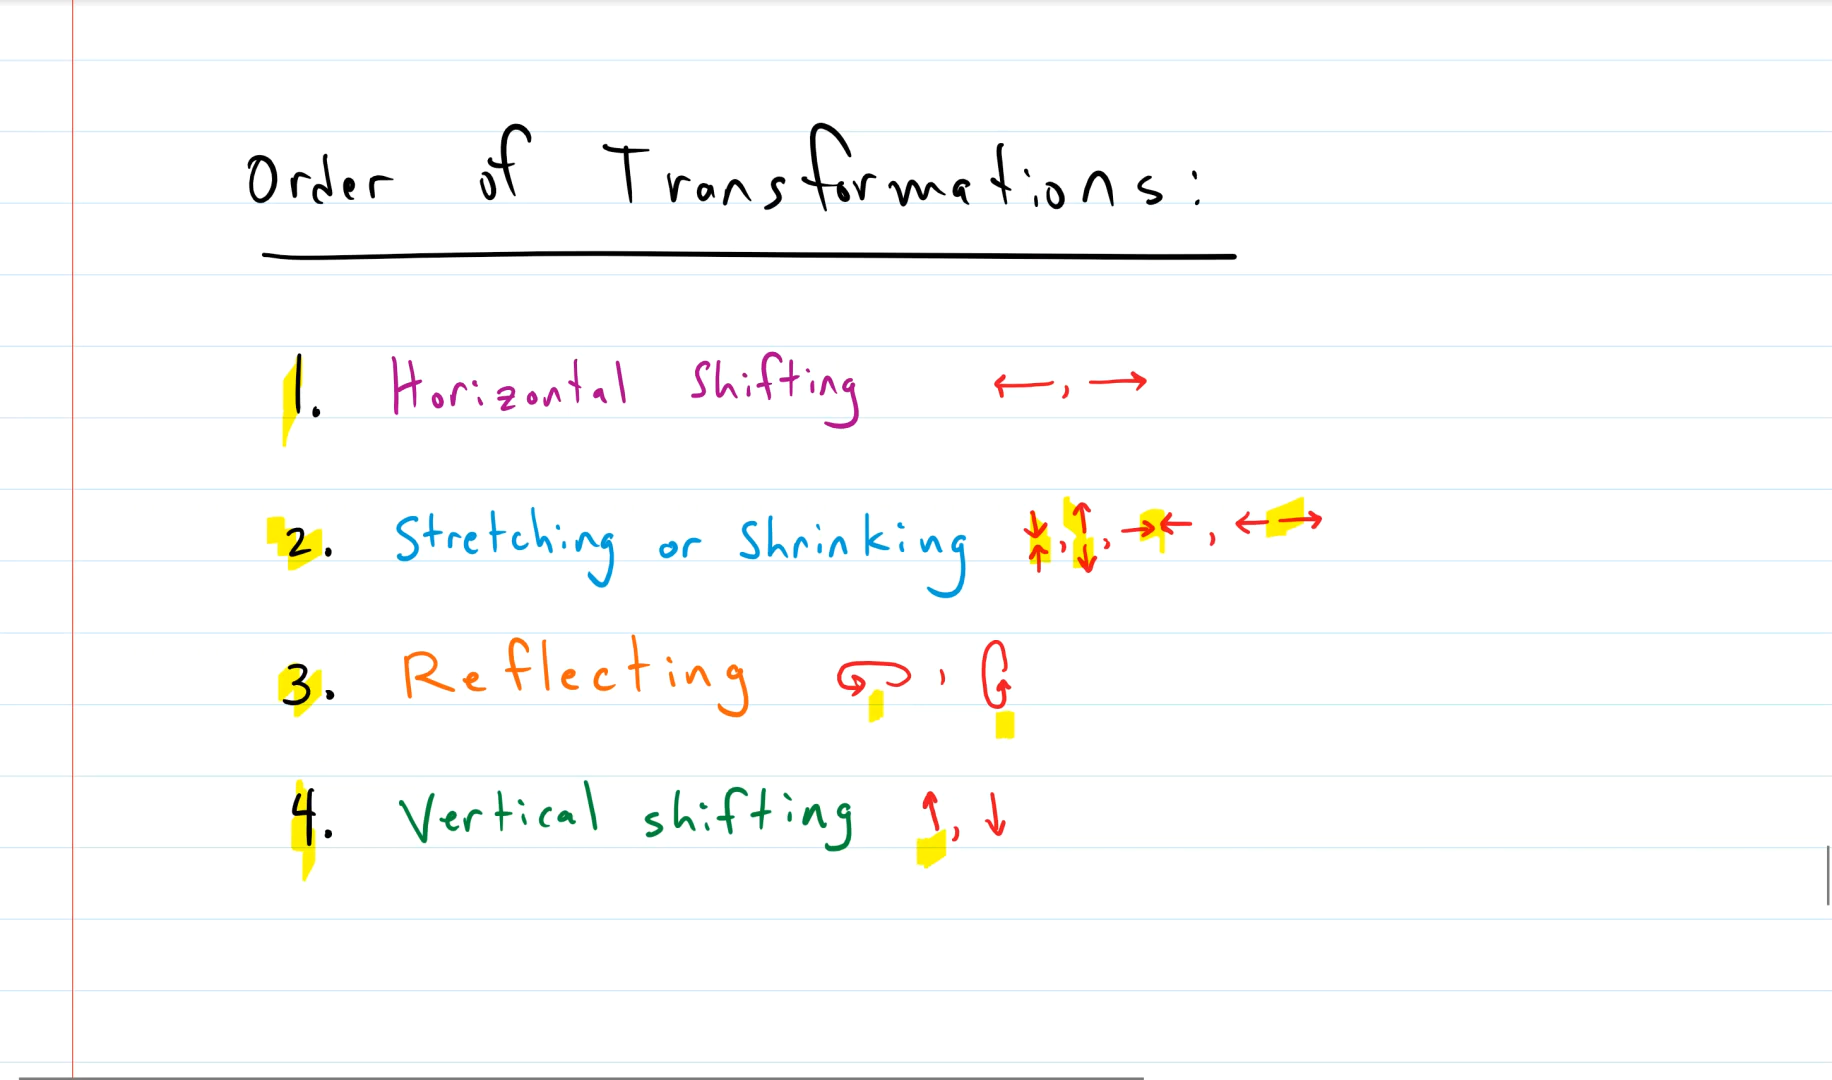 Order of Transformations:
1. Horizontal Shifting ←, →
2. Stretching or Shrinking
3. Reflecting
4. Vertical shifting ↑, ↓